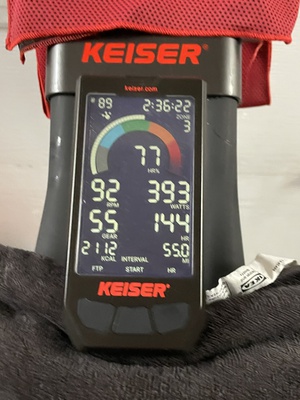 KEISER®
keiser.com
89 2:36:22
ZONE
3
77
HR%
92 393
RPM WATTS
55 144
GEAR HR
2112 55.0
KCAL INTERVAL MI
FTP START HR
KEISER®
IKEA